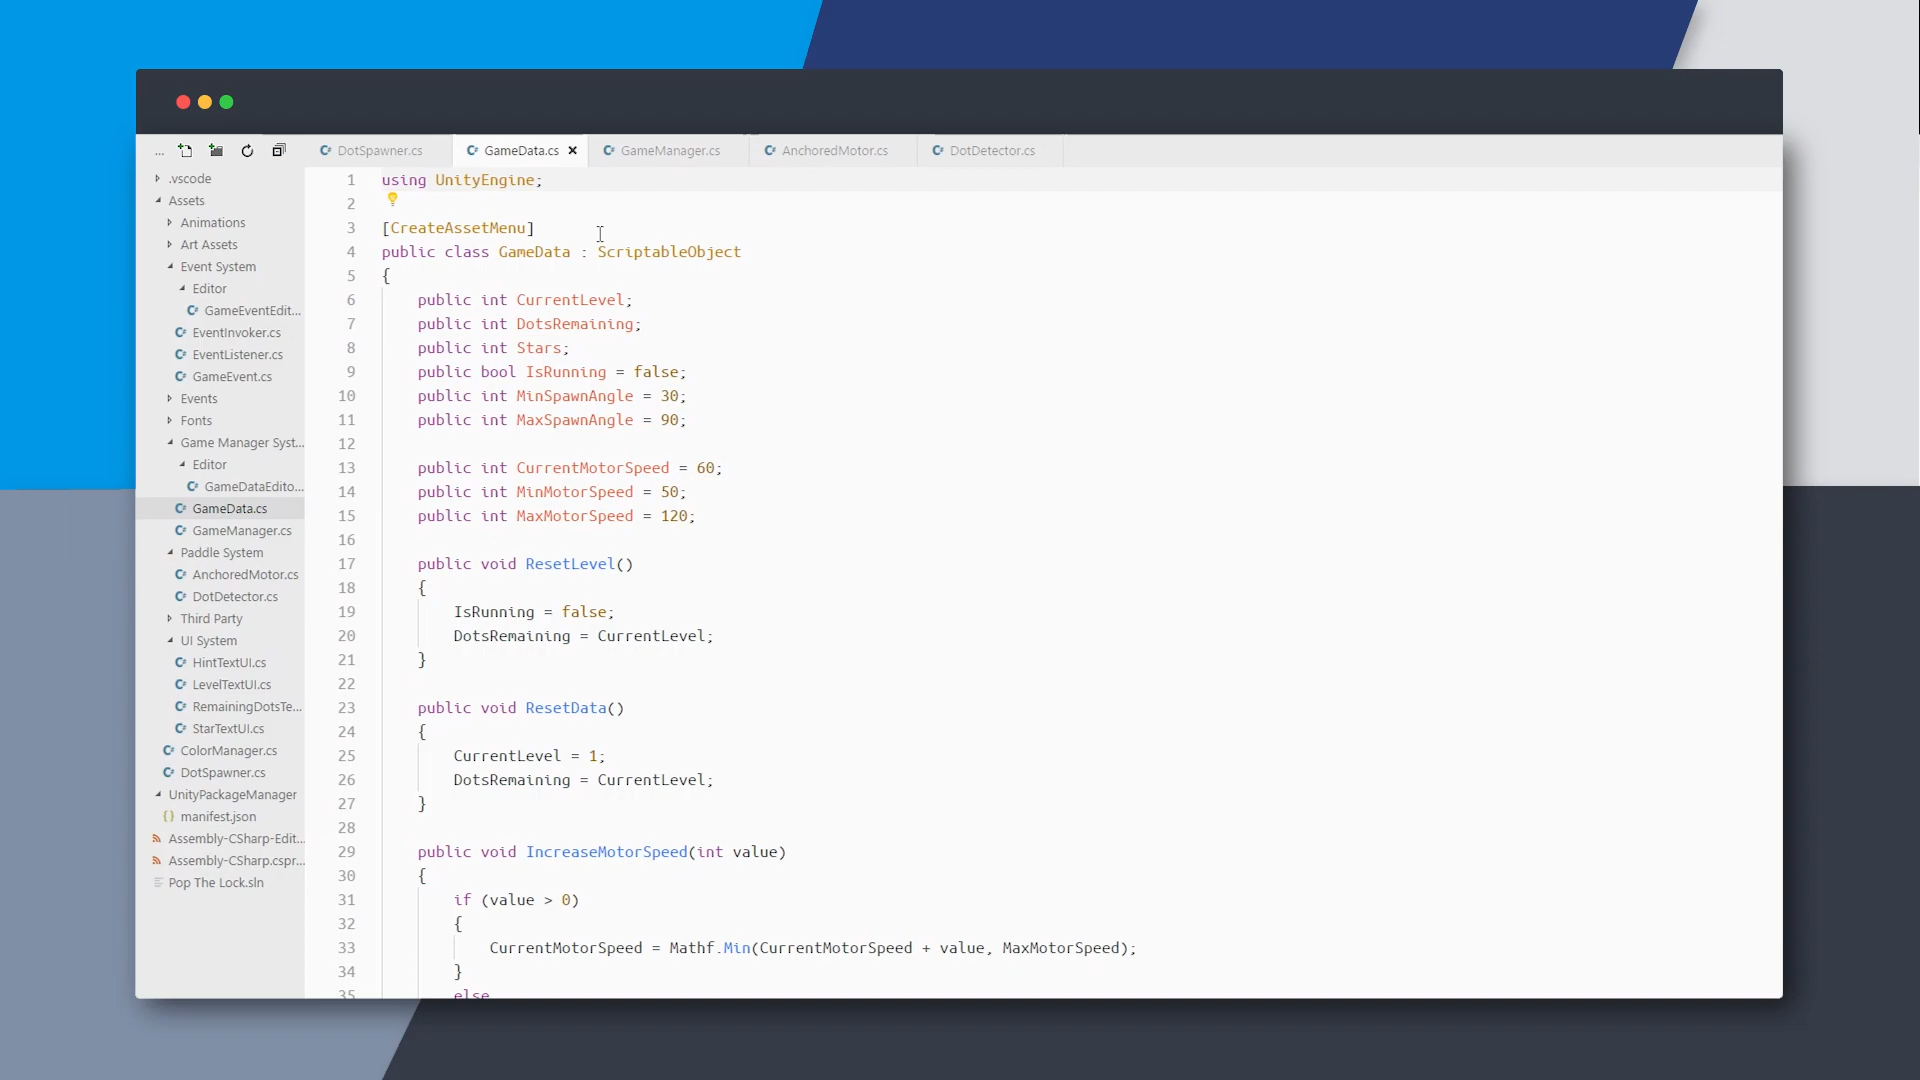 ...
DotSpawner.cs
GameData.cs
GameManager.cs
AnchoredMotor.cs
DotDetector.cs
.vscode
Assets
Animations
Art Assets
Event System
Editor
GameEventEdit...
EventInvoker.cs
EventListener.cs
GameEvent.cs
Events
Fonts
Game Manager Syst...
Editor
GameDataEdito...
GameData.cs
GameManager.cs
Paddle System
AnchoredMotor.cs
DotDetector.cs
Third Party
UI System
HintTextUI.cs
LevelTextUI.cs
RemainingDotsTe...
StarTextUI.cs
ColorManager.cs
DotSpawner.cs
UnityPackageManager
{} manifest.json
Assembly-CSharp-Edit...
Assembly-CSharp.cspr...
Pop The Lock.sln
1 using UnityEngine;
2
3 [CreateAssetMenu]
4 public class GameData : ScriptableObject
5 {
6 public int CurrentLevel;
7 public int DotsRemaining;
8 public int Stars;
9 public bool IsRunning = false;
10 public int MinSpawnAngle = 30;
11 public int MaxSpawnAngle = 90;
12
13 public int CurrentMotorSpeed = 60;
14 public int MinMotorSpeed = 50;
15 public int MaxMotorSpeed = 120;
16
17 public void ResetLevel()
18 {
19 IsRunning = false;
20 DotsRemaining = CurrentLevel;
21 }
22
23 public void ResetData()
24 {
25 CurrentLevel = 1;
26 DotsRemaining = CurrentLevel;
27 }
28
29 public void IncreaseMotorSpeed(int value)
30 {
31 if (value > 0)
32 {
33 CurrentMotorSpeed = Mathf.Min(CurrentMotorSpeed + value, MaxMotorSpeed);
34 }
35 else